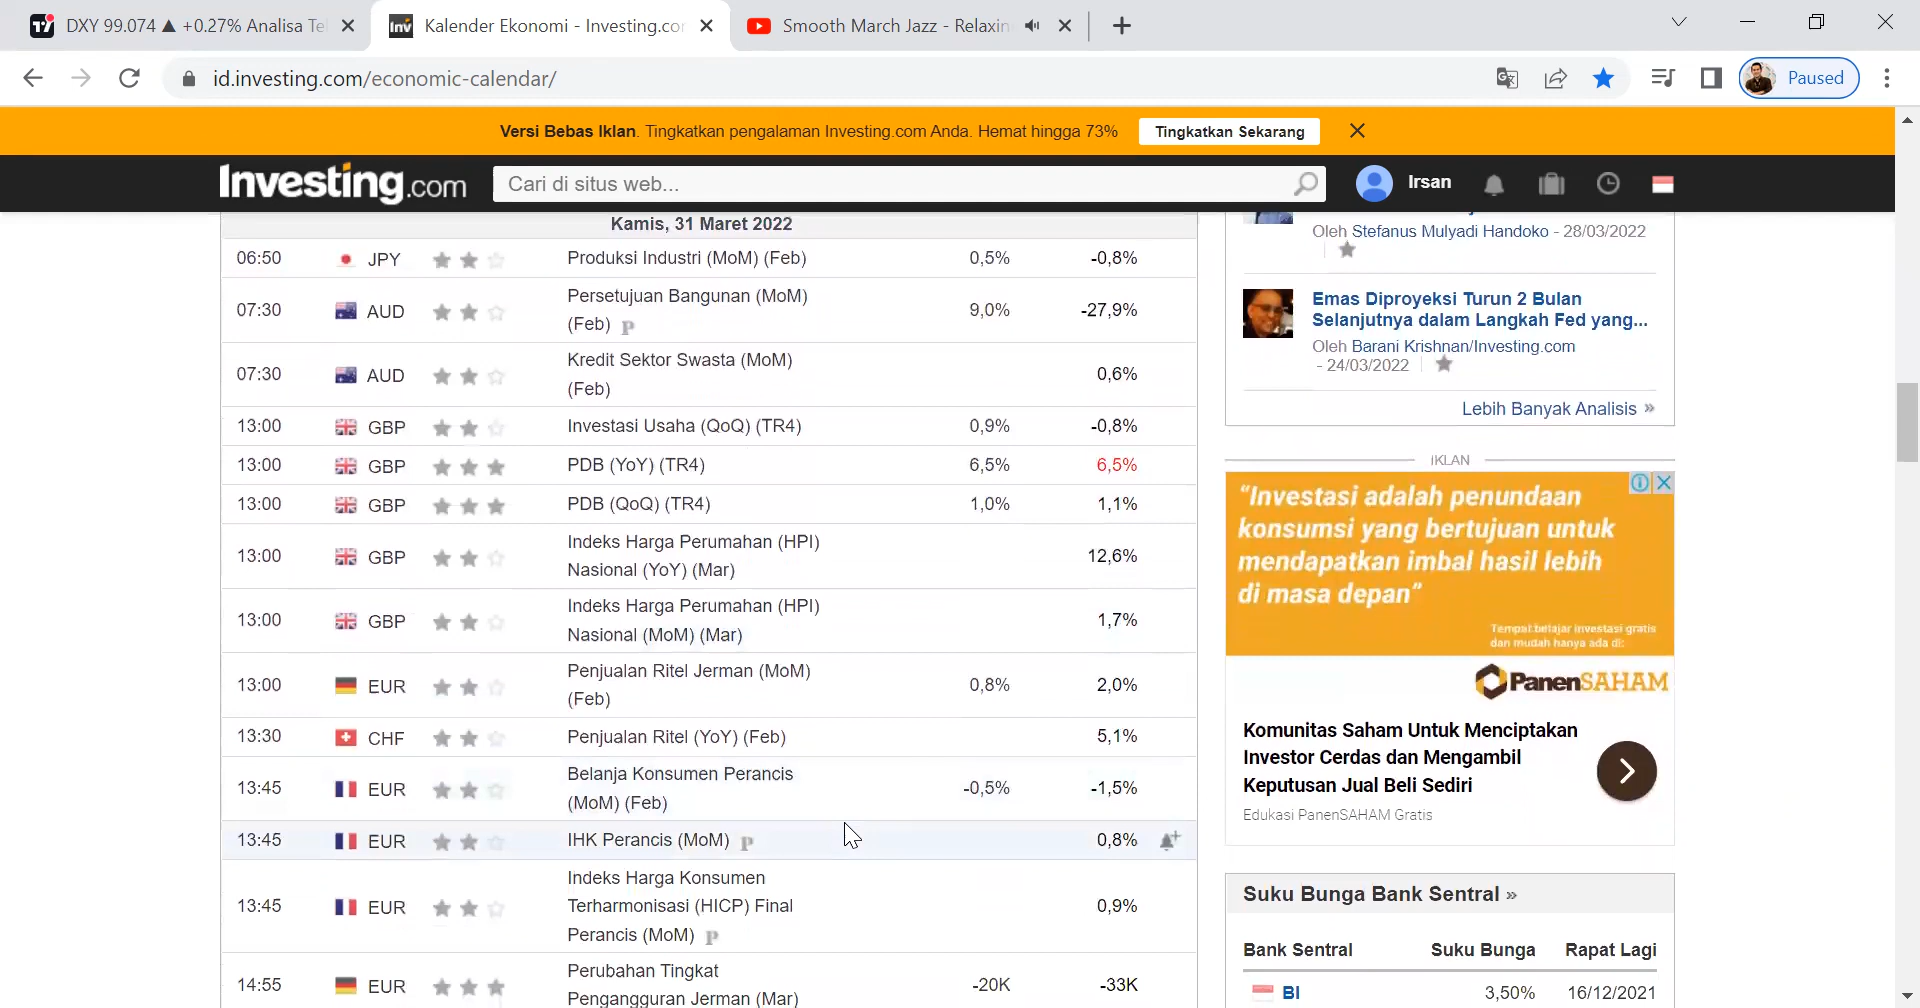 DXY 99.074 ▲ +0.27% Analisa Te
Kalender Ekonomi - Investing.co
Smooth March Jazz - Relaxin
id.investing.com/economic-calendar/
Paused
Versi Bebas Iklan. Tingkatkan pengalaman Investing.com Anda. Hemat hingga 73%
Tingkatkan Sekarang
Investing.com
Cari di situs web...
Irsan
Kamis, 31 Maret 2022
06:50 JPY Produksi Industri (MoM) (Feb) 0,5% -0,8%
07:30 AUD Persetujuan Bangunan (MoM) (Feb) P 9,0% -27,9%
07:30 AUD Kredit Sektor Swasta (MoM) (Feb) 0,6%
13:00 GBP Investasi Usaha (QoQ) (TR4) 0,9% -0,8%
13:00 GBP PDB (YoY) (TR4) 6,5% 6,5%
13:00 GBP PDB (QoQ) (TR4) 1,0% 1,1%
13:00 GBP Indeks Harga Perumahan (HPI) Nasional (YoY) (Mar) 12,6%
13:00 GBP Indeks Harga Perumahan (HPI) Nasional (MoM) (Mar) 1,7%
13:00 EUR Penjualan Ritel Jerman (MoM) (Feb) 0,8% 2,0%
13:30 CHF Penjualan Ritel (YoY) (Feb) 5,1%
13:45 EUR Belanja Konsumen Perancis (MoM) (Feb) -0,5% -1,5%
13:45 EUR IHK Perancis (MoM) P 0,8%
13:45 EUR Indeks Harga Konsumen Terharmonisasi (HICP) Final Perancis (MoM) P 0,9%
14:55 EUR Perubahan Tingkat Pengangguran Jerman (Mar) -20K -33K
Oleh Stefanus Mulyadi Handoko - 28/03/2022
Emas Diproyeksi Turun 2 Bulan
Selanjutnya dalam Langkah Fed yang...
Oleh Barani Krishnan/Investing.com
- 24/03/2022
Lebih Banyak Analisis »
IKLAN
“Investasi adalah penundaan
konsumsi yang bertujuan untuk
mendapatkan imbal hasil lebih
di masa depan”
Tempat belajar investasi gratis
dan mudah hanya ada di:
PanenSAHAM
Komunitas Saham Untuk Menciptakan
Investor Cerdas dan Mengambil
Keputusan Jual Beli Sediri
Edukasi PanenSAHAM Gratis
Suku Bunga Bank Sentral »
Bank Sentral Suku Bunga Rapat Lagi
BI 3,50% 16/12/2021